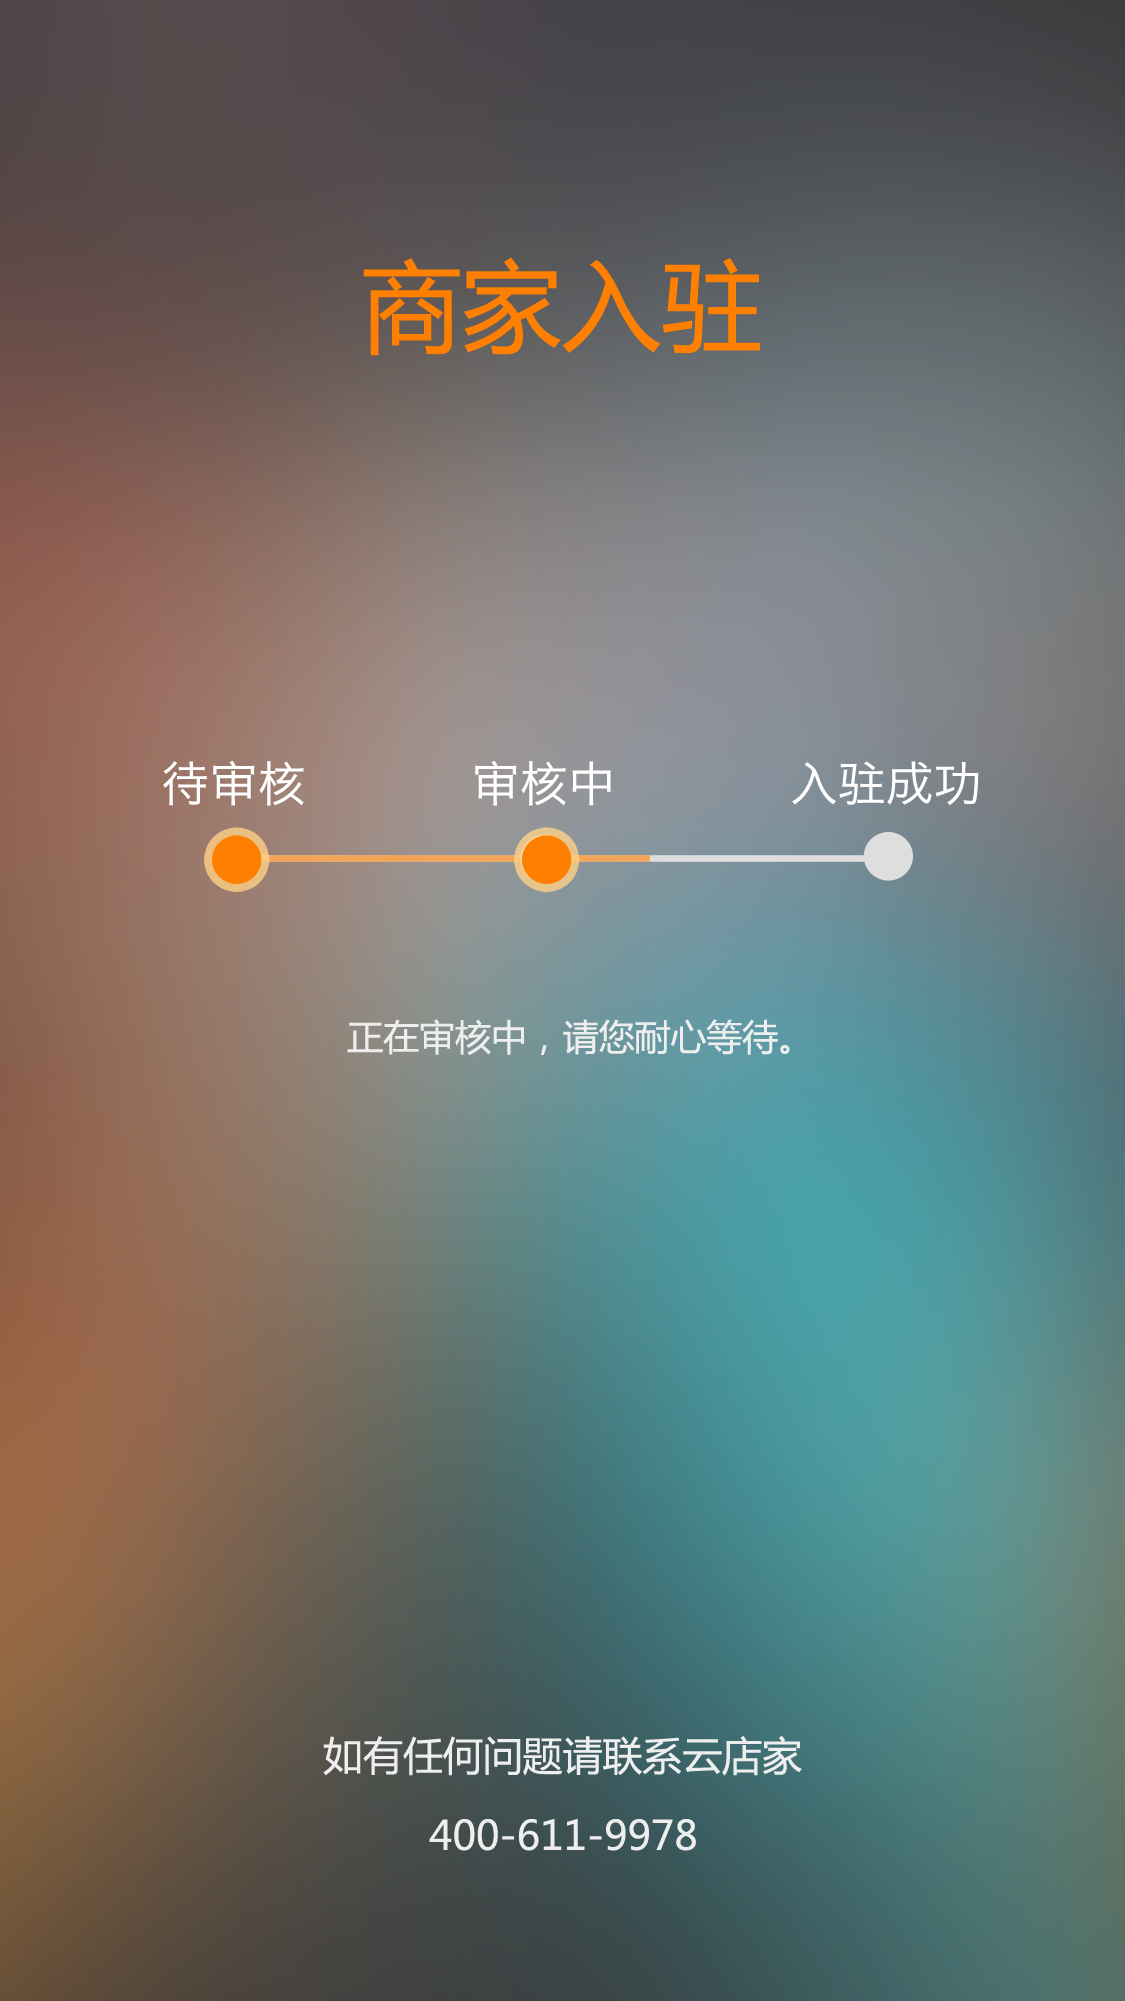 商家入驻
待审核 审核中 入驻成功
正在审核中，请您耐心等待。
如有任何问题请联系云店家
400-611-9978